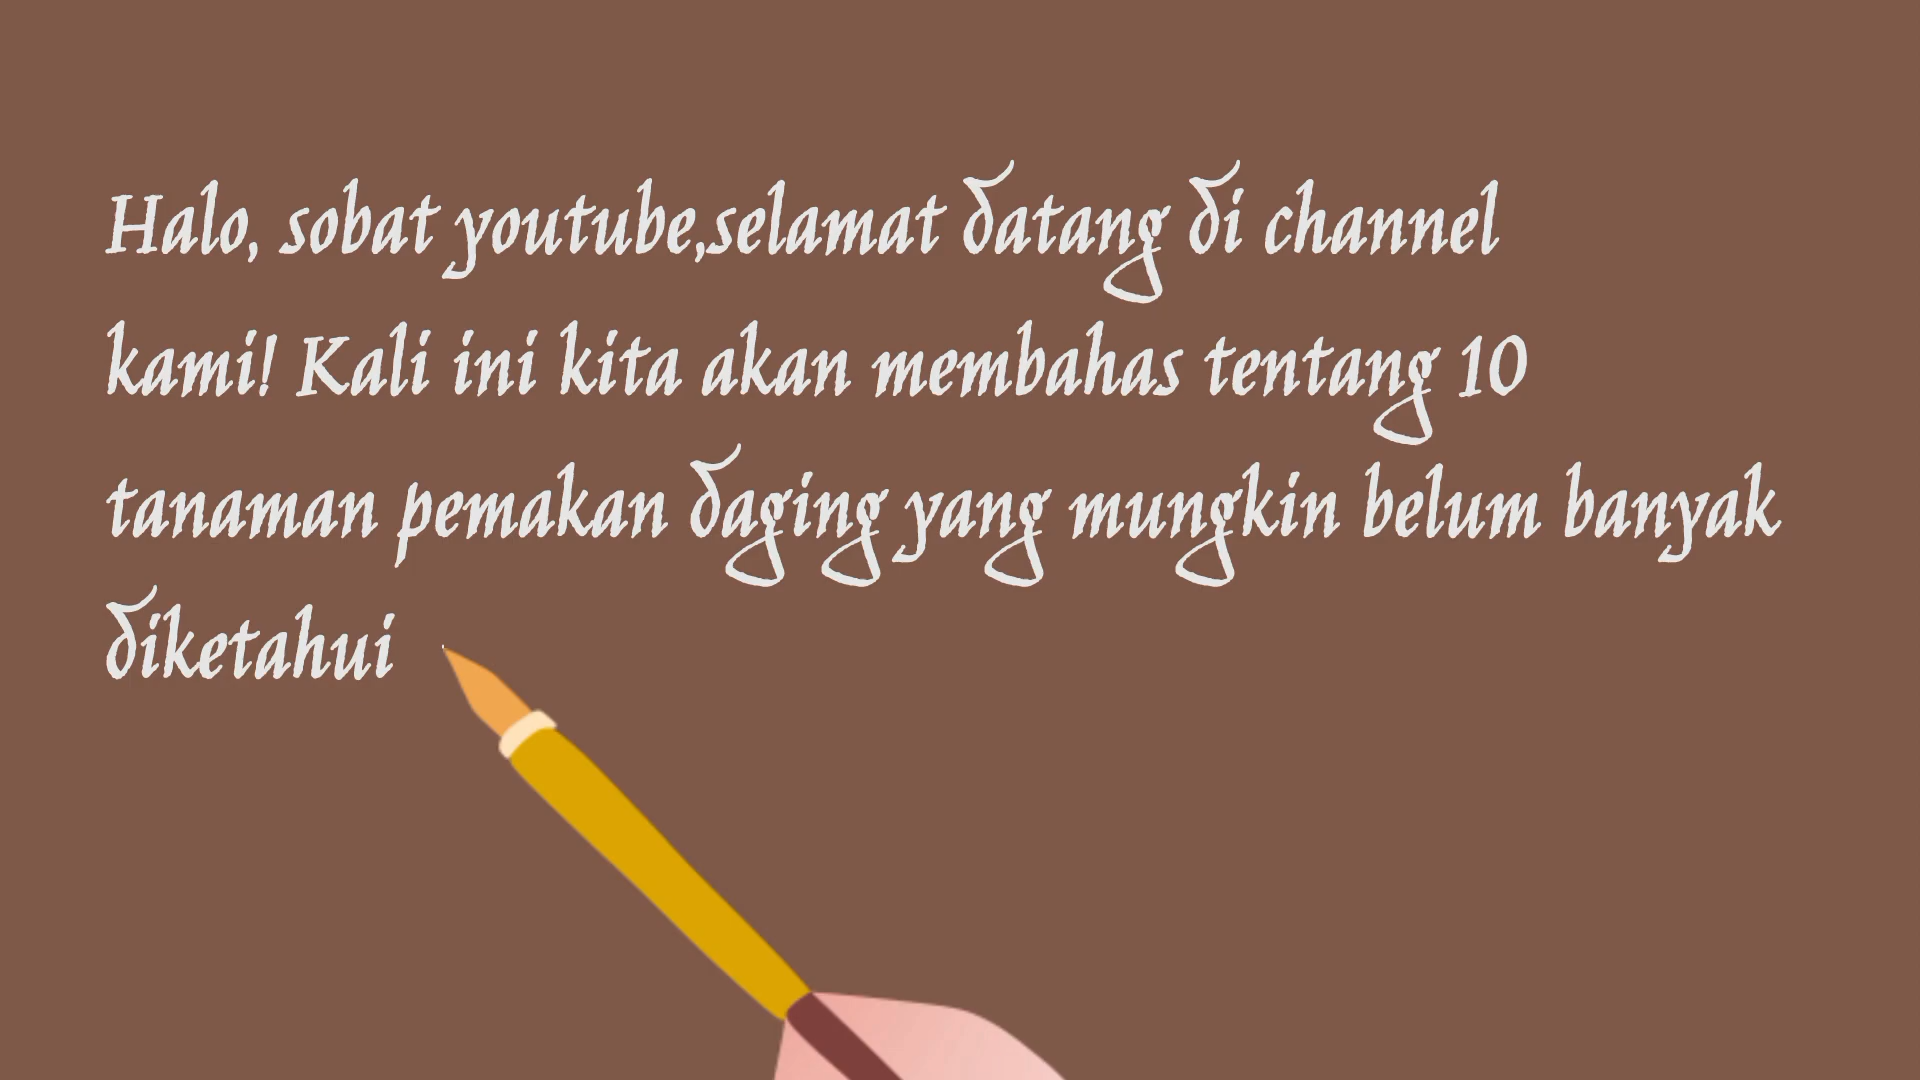 Halo, sobat youtube,selamat datang di channel
kami! Kali ini kita akan membahas tentang 10
tanaman pemakan daging yang mungkin belum banyak
diketahui